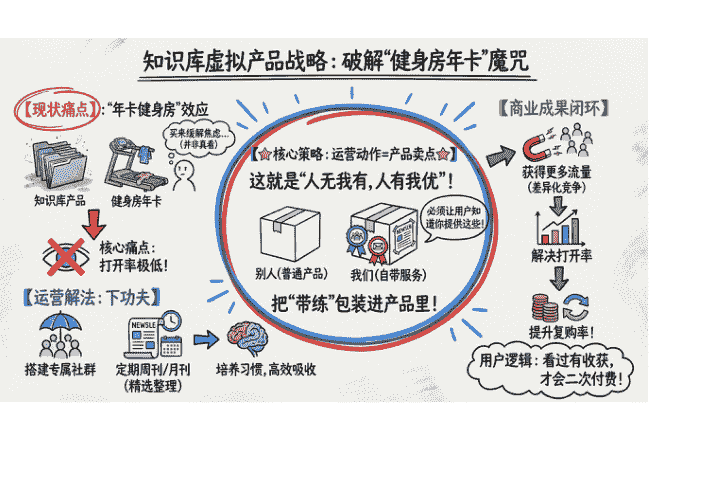 知识库虚拟产品战略：破解“健身房年卡”魔咒
【现状痛点】：“年卡健身房”效应
买来缓解焦虑...
（并非真看）
知识库产品
健身房年卡
核心痛点：
打开率极低！
【运营解法：下功夫】
NEWSLE
搭建专属社群
定期周刊/月刊
（精选整理）
培养习惯，高效吸收
【核心策略：运营动作=产品卖点】
这就是“人无我有，人有我优”！
必须让用户知
道你提供这些！
别人（普通产品）
我们（自带服务）
把“带练”包装进产品里！
【商业成果闭环】
获得更多流量
（差异化竞争）
解决打开率
提升复购率！
用户逻辑：看过有收获，
才会二次付费！